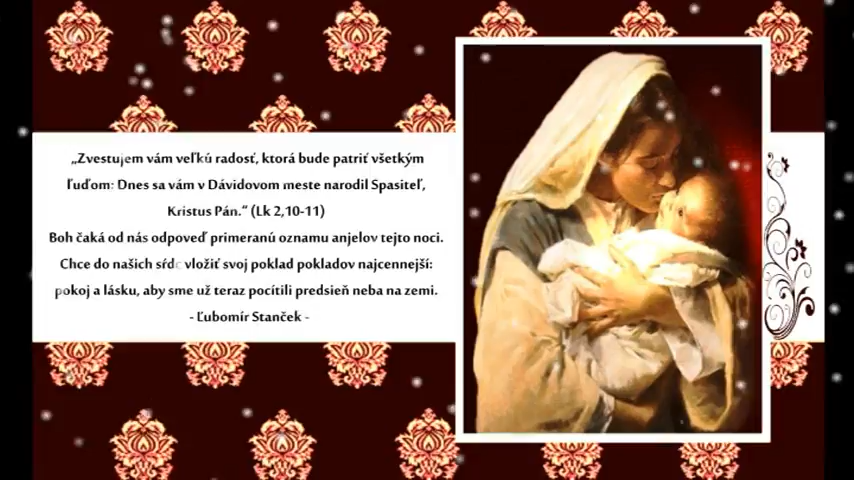 „Zvestujem vám veľkú radosť, ktorá bude patriť všetkým
ľuďom: Dnes sa vám v Dávidovom meste narodil Spasiteľ,
Kristus Pán.“ (Lk 2,10-11)
Boh čaká od nás odpoveď primeranú oznamu anjelov tejto noci.
Chce do našich sŕdc vložiť svoj poklad pokladov najcennejší:
pokoj a lásku, aby sme už teraz pocítili predsieň neba na zemi.
- Ľubomír Stanček -